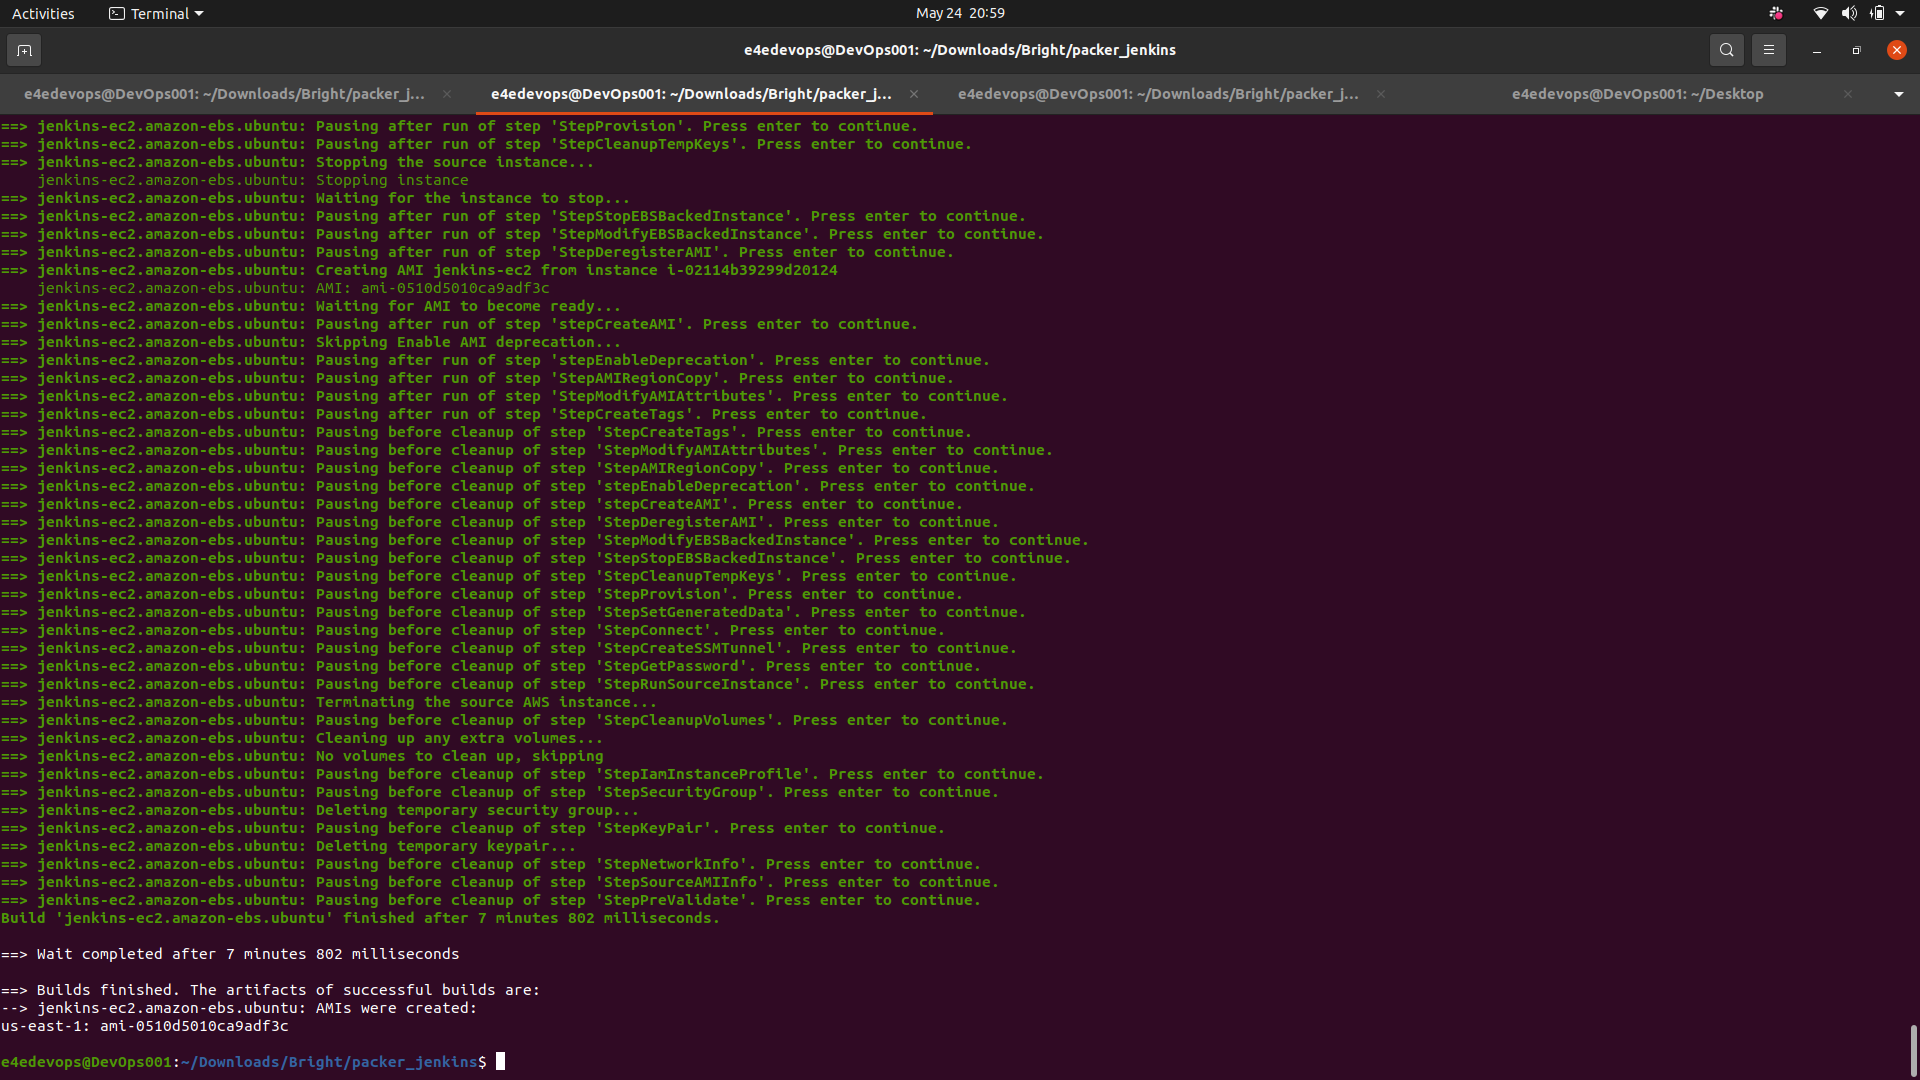 Activities
Terminal
May 24 20:59
e4edevops@DevOps001: ~/Downloads/Bright/packer_jenkins
e4edevops@DevOps001: ~/Downloads/Bright/packer_j...
e4edevops@DevOps001: ~/Downloads/Bright/packer_j...
e4edevops@DevOps001: ~/Downloads/Bright/packer_j...
e4edevops@DevOps001: ~/Desktop
==> jenkins-ec2.amazon-ebs.ubuntu: Pausing after run of step 'StepProvision'. Press enter to continue.
==> jenkins-ec2.amazon-ebs.ubuntu: Pausing after run of step 'StepCleanupTempKeys'. Press enter to continue.
==> jenkins-ec2.amazon-ebs.ubuntu: Stopping the source instance...
    jenkins-ec2.amazon-ebs.ubuntu: Stopping instance
==> jenkins-ec2.amazon-ebs.ubuntu: Waiting for the instance to stop...
==> jenkins-ec2.amazon-ebs.ubuntu: Pausing after run of step 'StepStopEBSBackedInstance'. Press enter to continue.
==> jenkins-ec2.amazon-ebs.ubuntu: Pausing after run of step 'StepModifyEBSBackedInstance'. Press enter to continue.
==> jenkins-ec2.amazon-ebs.ubuntu: Pausing after run of step 'StepDeregisterAMI'. Press enter to continue.
==> jenkins-ec2.amazon-ebs.ubuntu: Creating AMI jenkins-ec2 from instance i-02114b39299d20124
    jenkins-ec2.amazon-ebs.ubuntu: AMI: ami-0510d5010ca9adf3c
==> jenkins-ec2.amazon-ebs.ubuntu: Waiting for AMI to become ready...
==> jenkins-ec2.amazon-ebs.ubuntu: Pausing after run of step 'stepCreateAMI'. Press enter to continue.
==> jenkins-ec2.amazon-ebs.ubuntu: Skipping Enable AMI deprecation...
==> jenkins-ec2.amazon-ebs.ubuntu: Pausing after run of step 'stepEnableDeprecation'. Press enter to continue.
==> jenkins-ec2.amazon-ebs.ubuntu: Pausing after run of step 'StepAMIRegionCopy'. Press enter to continue.
==> jenkins-ec2.amazon-ebs.ubuntu: Pausing after run of step 'StepModifyAMIAttributes'. Press enter to continue.
==> jenkins-ec2.amazon-ebs.ubuntu: Pausing after run of step 'StepCreateTags'. Press enter to continue.
==> jenkins-ec2.amazon-ebs.ubuntu: Pausing before cleanup of step 'StepCreateTags'. Press enter to continue.
==> jenkins-ec2.amazon-ebs.ubuntu: Pausing before cleanup of step 'StepModifyAMIAttributes'. Press enter to continue.
==> jenkins-ec2.amazon-ebs.ubuntu: Pausing before cleanup of step 'StepAMIRegionCopy'. Press enter to continue.
==> jenkins-ec2.amazon-ebs.ubuntu: Pausing before cleanup of step 'stepEnableDeprecation'. Press enter to continue.
==> jenkins-ec2.amazon-ebs.ubuntu: Pausing before cleanup of step 'stepCreateAMI'. Press enter to continue.
==> jenkins-ec2.amazon-ebs.ubuntu: Pausing before cleanup of step 'StepDeregisterAMI'. Press enter to continue.
==> jenkins-ec2.amazon-ebs.ubuntu: Pausing before cleanup of step 'StepModifyEBSBackedInstance'. Press enter to continue.
==> jenkins-ec2.amazon-ebs.ubuntu: Pausing before cleanup of step 'StepStopEBSBackedInstance'. Press enter to continue.
==> jenkins-ec2.amazon-ebs.ubuntu: Pausing before cleanup of step 'StepCleanupTempKeys'. Press enter to continue.
==> jenkins-ec2.amazon-ebs.ubuntu: Pausing before cleanup of step 'StepProvision'. Press enter to continue.
==> jenkins-ec2.amazon-ebs.ubuntu: Pausing before cleanup of step 'StepSetGeneratedData'. Press enter to continue.
==> jenkins-ec2.amazon-ebs.ubuntu: Pausing before cleanup of step 'StepConnect'. Press enter to continue.
==> jenkins-ec2.amazon-ebs.ubuntu: Pausing before cleanup of step 'StepCreateSSMTunnel'. Press enter to continue.
==> jenkins-ec2.amazon-ebs.ubuntu: Pausing before cleanup of step 'StepGetPassword'. Press enter to continue.
==> jenkins-ec2.amazon-ebs.ubuntu: Pausing before cleanup of step 'StepRunSourceInstance'. Press enter to continue.
==> jenkins-ec2.amazon-ebs.ubuntu: Terminating the source AWS instance...
==> jenkins-ec2.amazon-ebs.ubuntu: Pausing before cleanup of step 'StepCleanupVolumes'. Press enter to continue.
==> jenkins-ec2.amazon-ebs.ubuntu: Cleaning up any extra volumes...
==> jenkins-ec2.amazon-ebs.ubuntu: No volumes to clean up, skipping
==> jenkins-ec2.amazon-ebs.ubuntu: Pausing before cleanup of step 'StepIamInstanceProfile'. Press enter to continue.
==> jenkins-ec2.amazon-ebs.ubuntu: Pausing before cleanup of step 'StepSecurityGroup'. Press enter to continue.
==> jenkins-ec2.amazon-ebs.ubuntu: Deleting temporary security group...
==> jenkins-ec2.amazon-ebs.ubuntu: Pausing before cleanup of step 'StepKeyPair'. Press enter to continue.
==> jenkins-ec2.amazon-ebs.ubuntu: Deleting temporary keypair...
==> jenkins-ec2.amazon-ebs.ubuntu: Pausing before cleanup of step 'StepNetworkInfo'. Press enter to continue.
==> jenkins-ec2.amazon-ebs.ubuntu: Pausing before cleanup of step 'StepSourceAMIInfo'. Press enter to continue.
==> jenkins-ec2.amazon-ebs.ubuntu: Pausing before cleanup of step 'StepPreValidate'. Press enter to continue.
Build 'jenkins-ec2.amazon-ebs.ubuntu' finished after 7 minutes 802 milliseconds.
==> Wait completed after 7 minutes 802 milliseconds
==> Builds finished. The artifacts of successful builds are:
--> jenkins-ec2.amazon-ebs.ubuntu: AMIs were created:
us-east-1: ami-0510d5010ca9adf3c
e4edevops@DevOps001:~/Downloads/Bright/packer_jenkins$